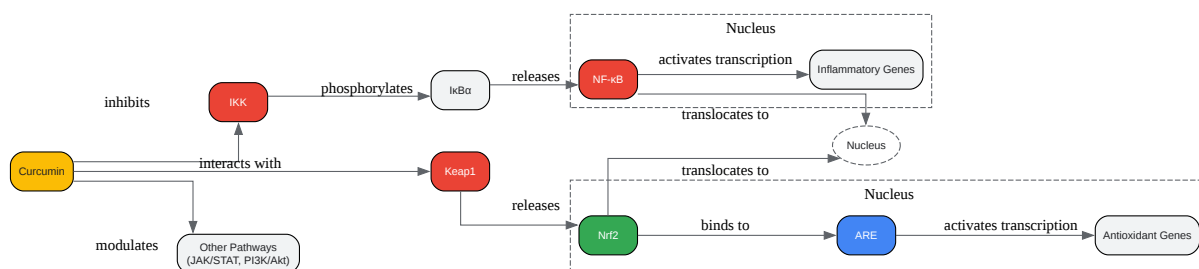 Nucleus
activates transcription
Inflammatory Genes
releases
NF-κB
phosphorylates
IκBα
inhibits
IKK
translocates to
Nucleus
interacts with
Curcumin
Keap1
translocates to
Nucleus
releases
Nrf2
binds to
ARE
activates transcription
Antioxidant Genes
modulates
Other Pathways
(JAK/STAT, PI3K/Akt)